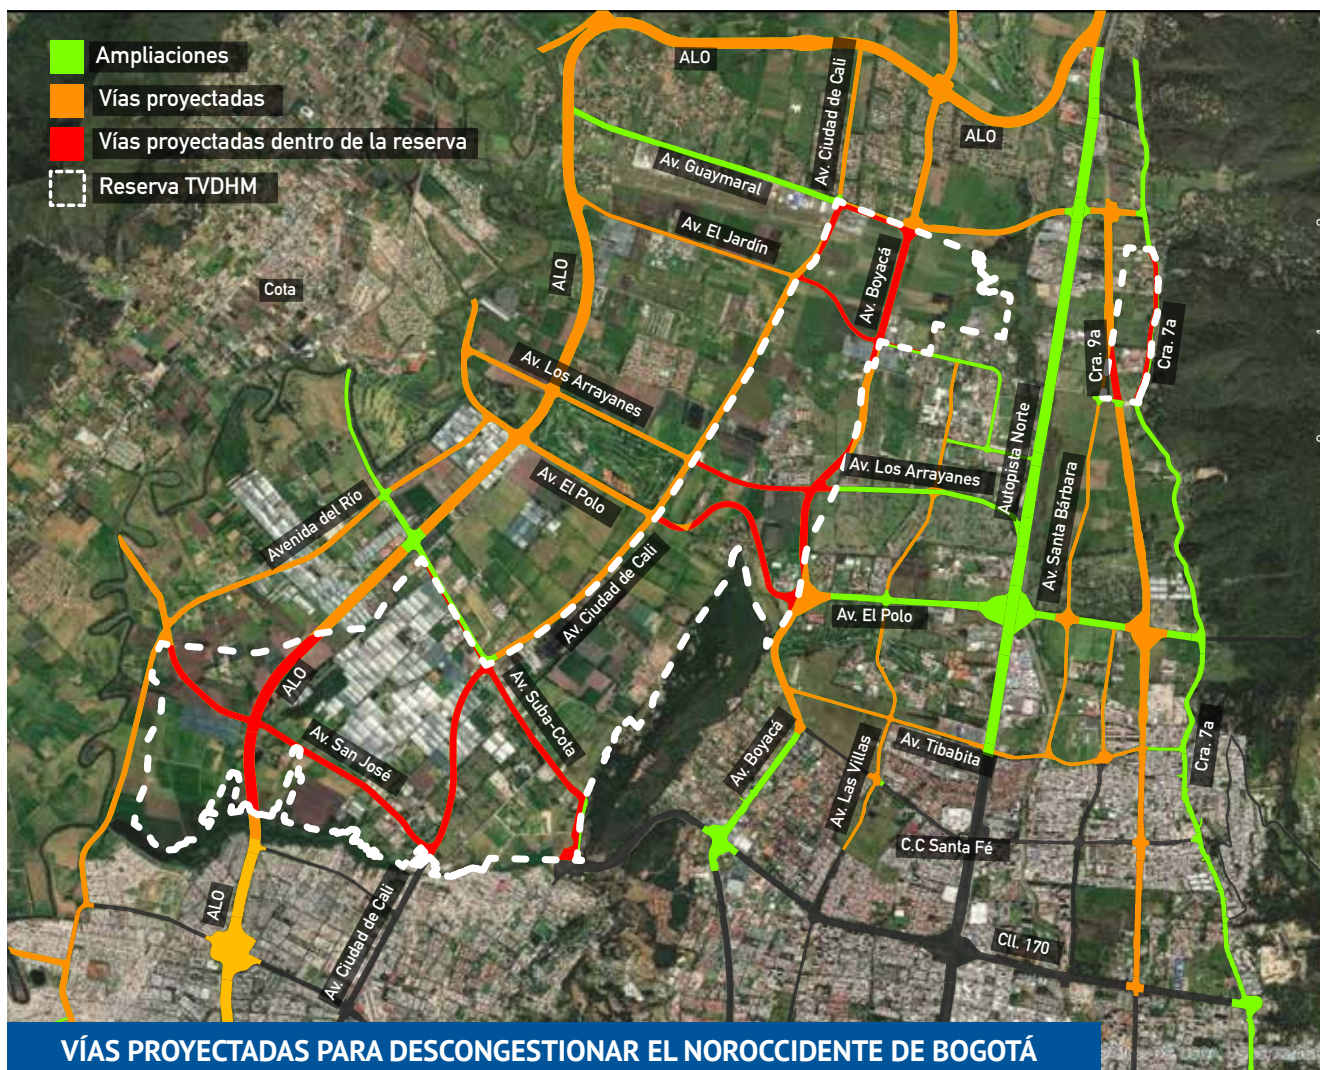 Ampliaciones
Vías proyectadas
Vías proyectadas dentro de la reserva
Reserva TVDHM
ALO
Av. Ciudad de Cali
ALO
Av. Guaymaral
Av. El Jardín
Av. Boyacá
ALO
Cota
Cra. 9a
Cra. 7a
Av. Los Arrayanes
Autopista Norte
Av. Los Arrayanes
Av. El Polo
Av. Santa Bárbara
Avenida del Río
Av. Ciudad de Cali
Av. El Polo
ALO
Av. Suba-Cota
Av. San José
Av. Boyacá
Av. Las Villas
Av. Tibabita
Cra. 7a
C.C Santa Fé
ALO
Av. Ciudad de Cali
Cll. 170
VÍAS PROYECTADAS PARA DESCONGESTIONAR EL NOROCCIDENTE DE BOGOTÁ